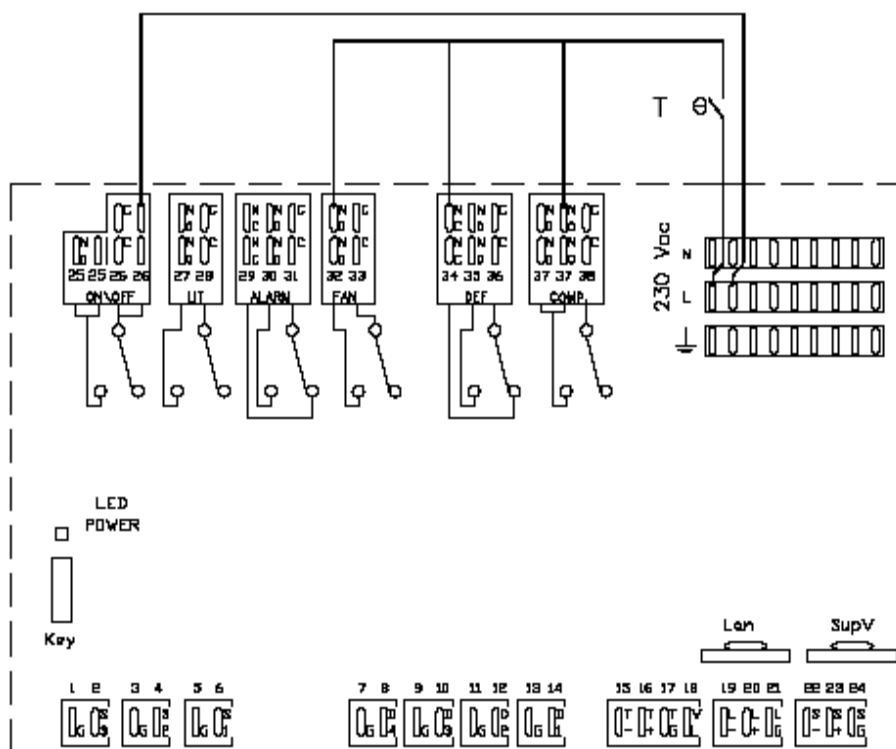 T
230 Vac
N
25 25 26 26 27 28 29 30 31 32 33 34 35 36 37 37 38
ON\OFF LIT ALARM FAN DEF COMP.
L
LED
POWER
Key
Lan SupV
1 2 3 4 5 6 7 8 9 10 11 12 13 14 15 16 17 18 19 20 21 22 23 24